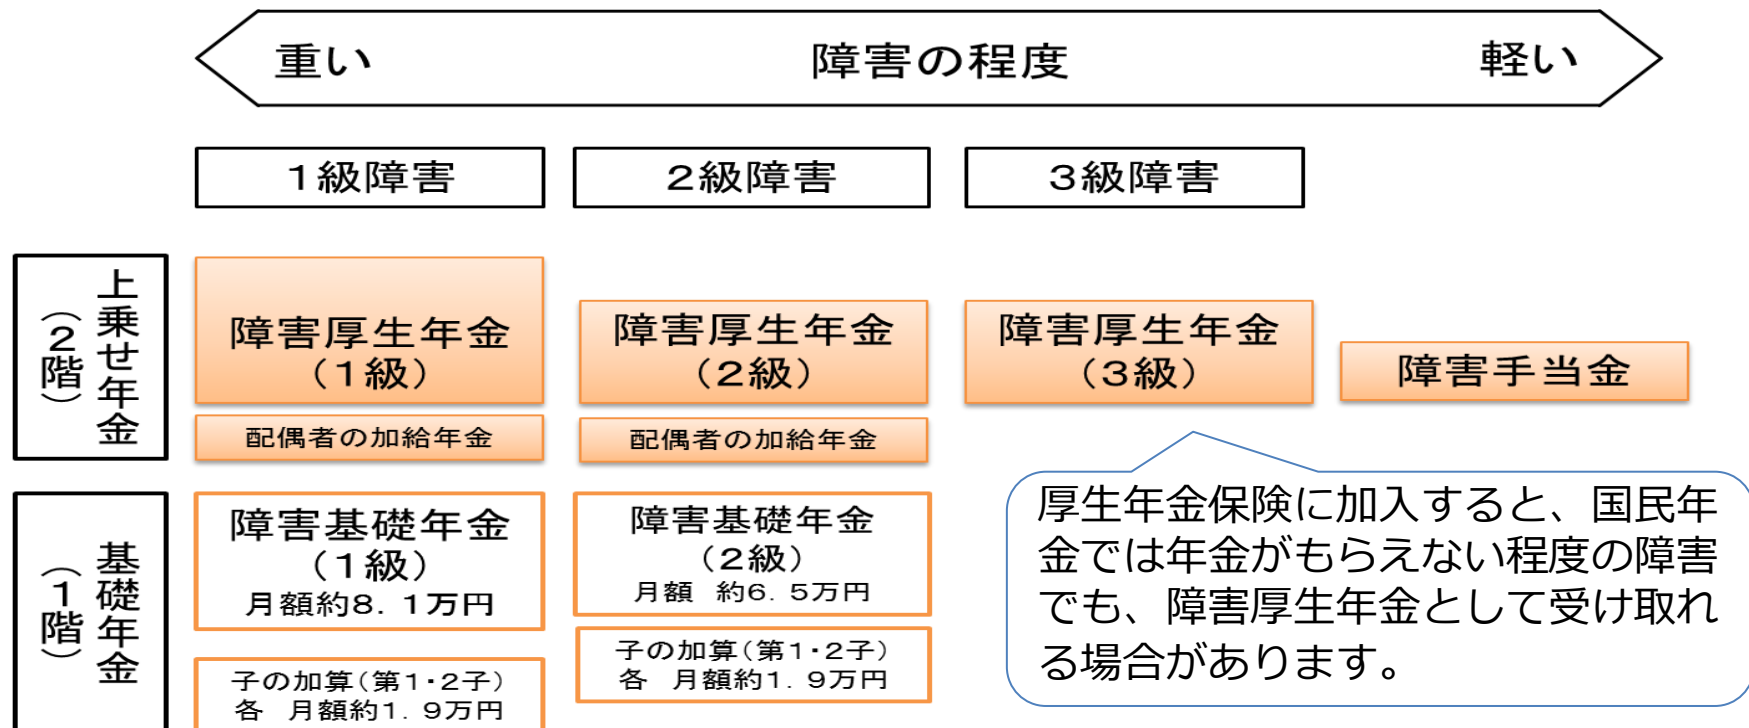 重い 障害の程度 軽い
1級障害
2級障害
3級障害
上乗せ年金
(2階)
障害厚生年金
(1級)
障害厚生年金
(2級)
障害厚生年金
(3級)
障害手当金
配偶者の加給年金
配偶者の加給年金
基礎年金
(1階)
障害基礎年金
(1級)
月額約8.1万円
障害基礎年金
(2級)
月額 約6.5万円
子の加算(第1・2子)
各 月額約1.9万円
子の加算(第1・2子)
各 月額約1.9万円
厚生年金保険に加入すると、国民年
金では年金がもらえない程度の障害
でも、障害厚生年金として受け取れ
る場合があります。